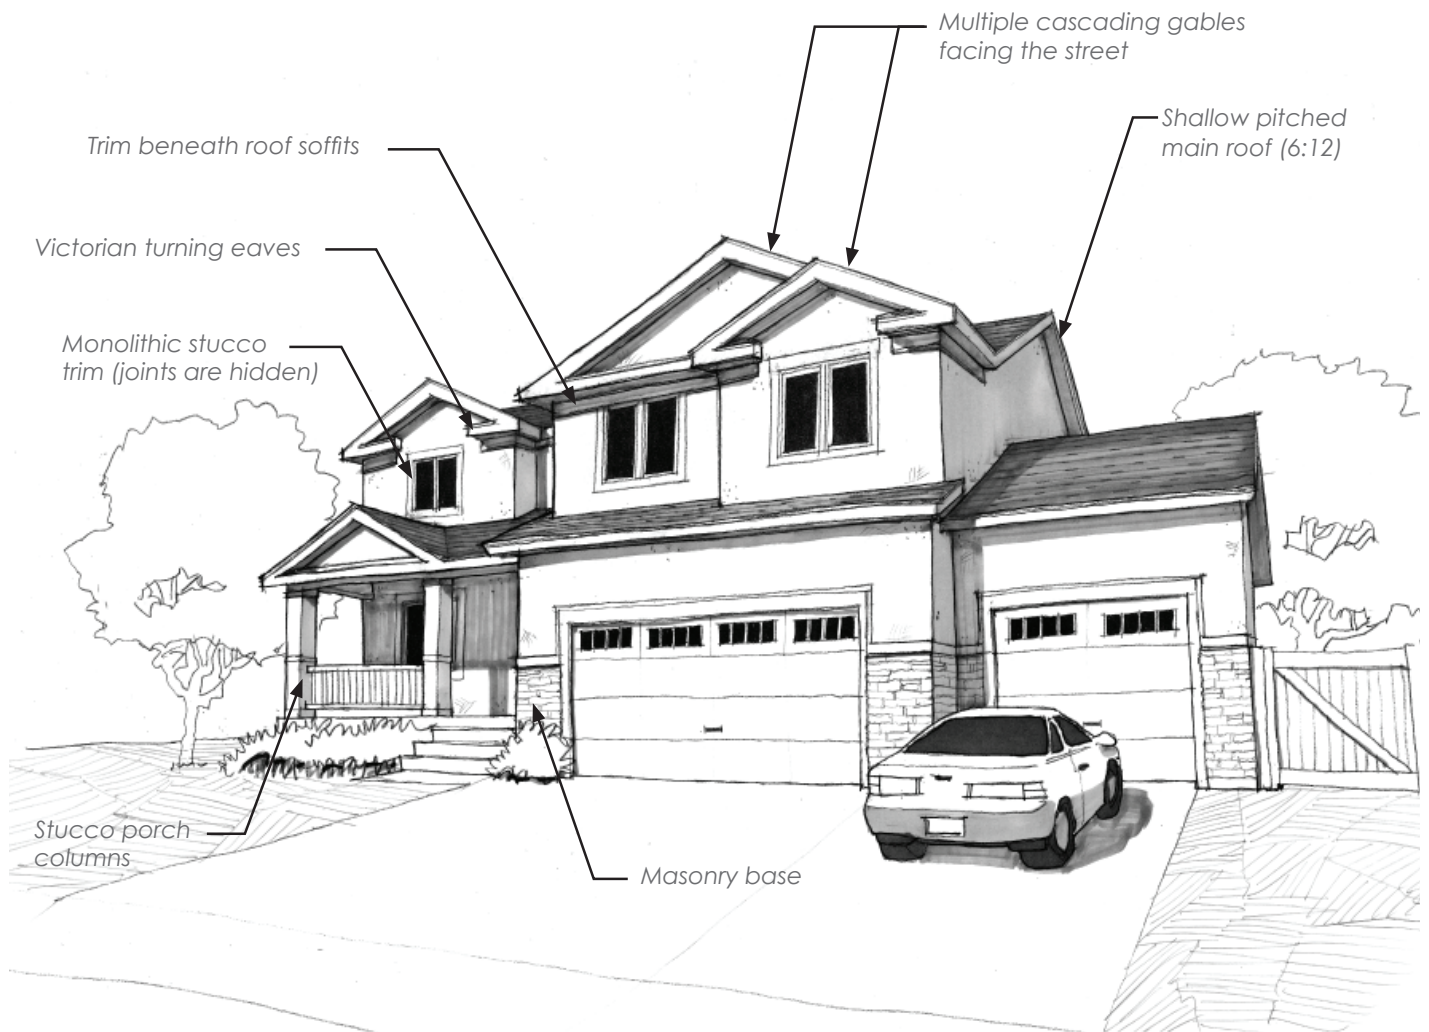 Multiple cascading gables
facing the street
Shallow pitched
main roof (6:12)
Trim beneath roof soffits
Victorian turning eaves
Monolithic stucco
trim (joints are hidden)
Stucco porch
columns
Masonry base